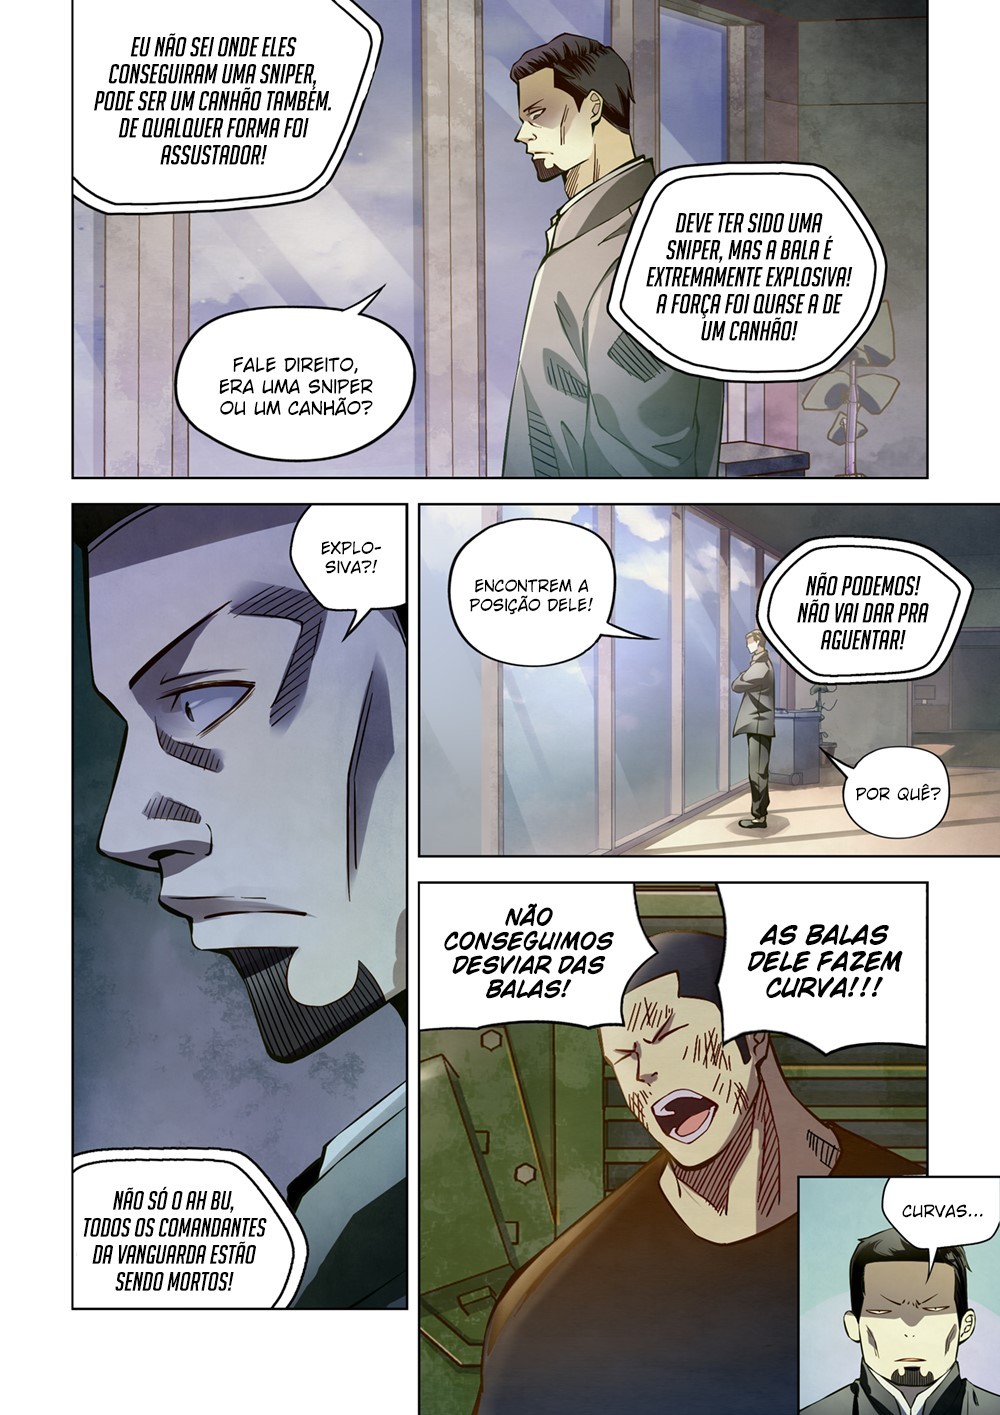 EU NÃO SEI ONDE ELES
CONSEGUIRAM UMA SNIPER,
PODE SER UM CANHÃO TAMBÉM.
DE QUALQUER FORMA FOI
ASSUSTADOR!
FALE DIREITO,
ERA UMA SNIPER
OU UM CANHÃO?
DEVE TER SIDO UMA
SNIPER, MAS A BALA É
EXTREMAMENTE EXPLOSIVA!
A FORÇA FOI QUASE A DE
UM CANHÃO!
EXPLO-
SIVA?!
NÃO SÓ O AH BU,
TODOS OS COMANDANTES
DA VANGUARDA ESTÃO
SENDO MORTOS!
ENCONTREM A
POSIÇÃO DELE!
NÃO PODEMOS!
NÃO VAI DAR PRA
AGUENTAR!
POR QUÊ?
NÃO
CONSEGUIMOS
DESVIAR DAS
BALAS!
AS BALAS
DELE FAZEM
CURVA!!!
CURVAS...